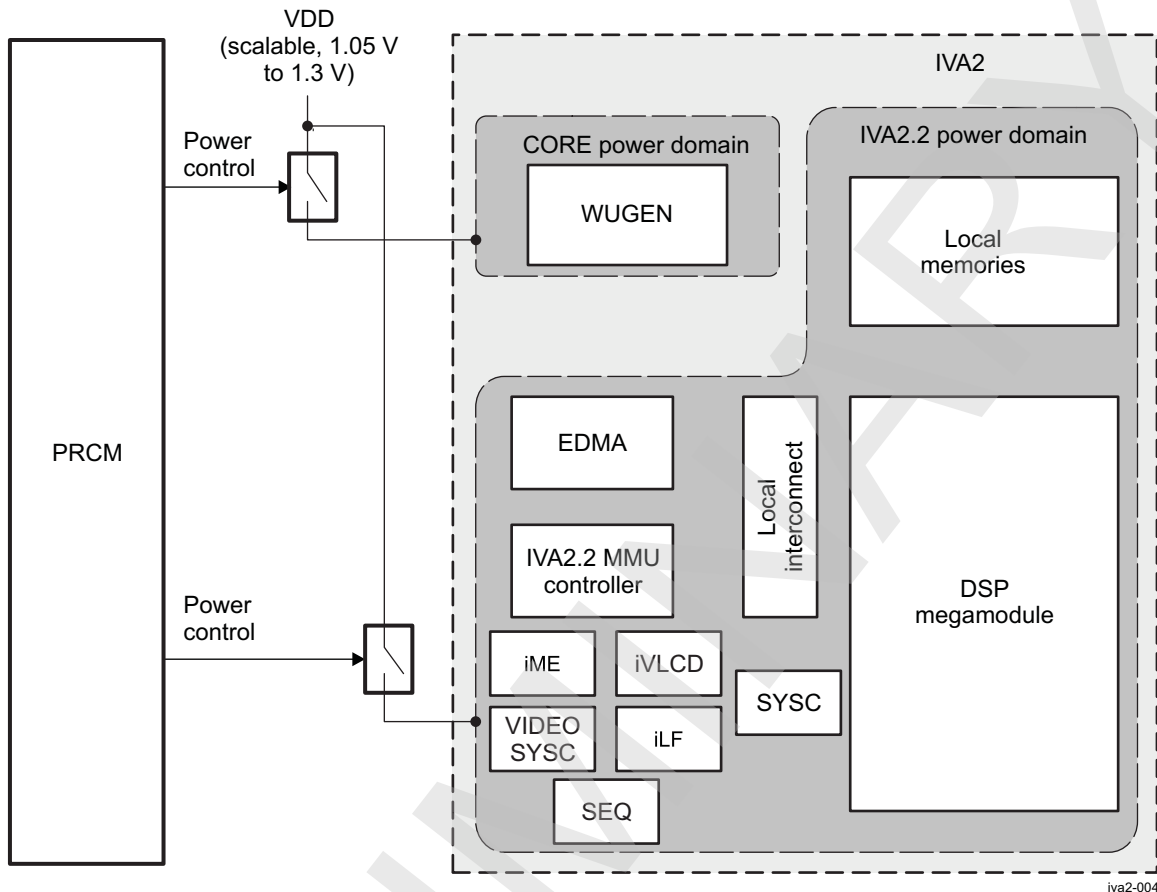 VDD
(scalable, 1.05 V
to 1.3 V)
IVA2
Power
control
CORE power domain
IVA2.2 power domain
WUGEN
Local
memories
PRCM
EDMA
Local
interconnect
IVA2.2 MMU
controller
DSP
megamodule
Power
control
iME
iVLCD
SYSC
VIDEO
SYSC
iLF
SEQ
iva2-004